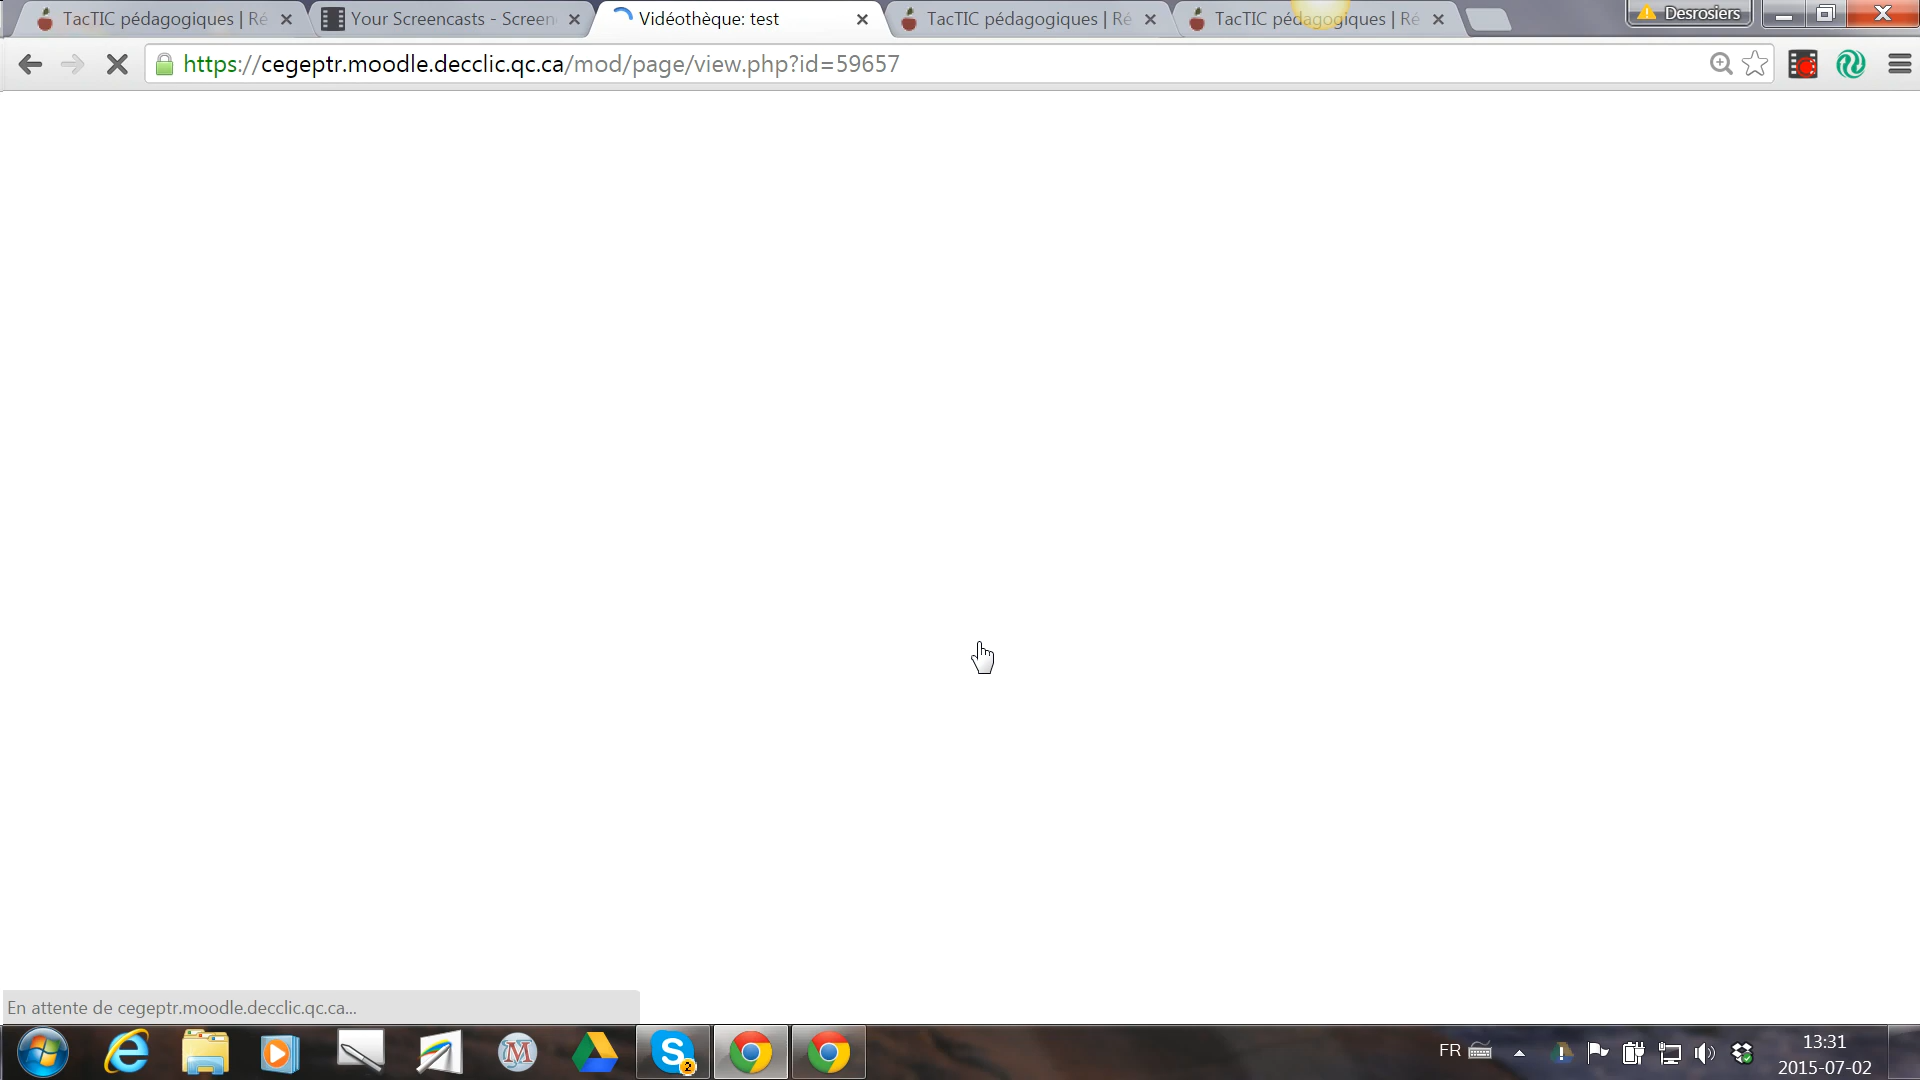 TacTIC pédagogiques | Ré
Your Screencasts - Screen
Vidéothèque: test
TacTIC pédagogiques | Ré
TacTIC pédagogiques | Ré
Desrosiers
https://cegeptr.moodle.decclic.qc.ca/mod/page/view.php?id=59657
En attente de cegeptr.moodle.decclic.qc.ca...
S
2
M
FR
13:31
2015-07-02